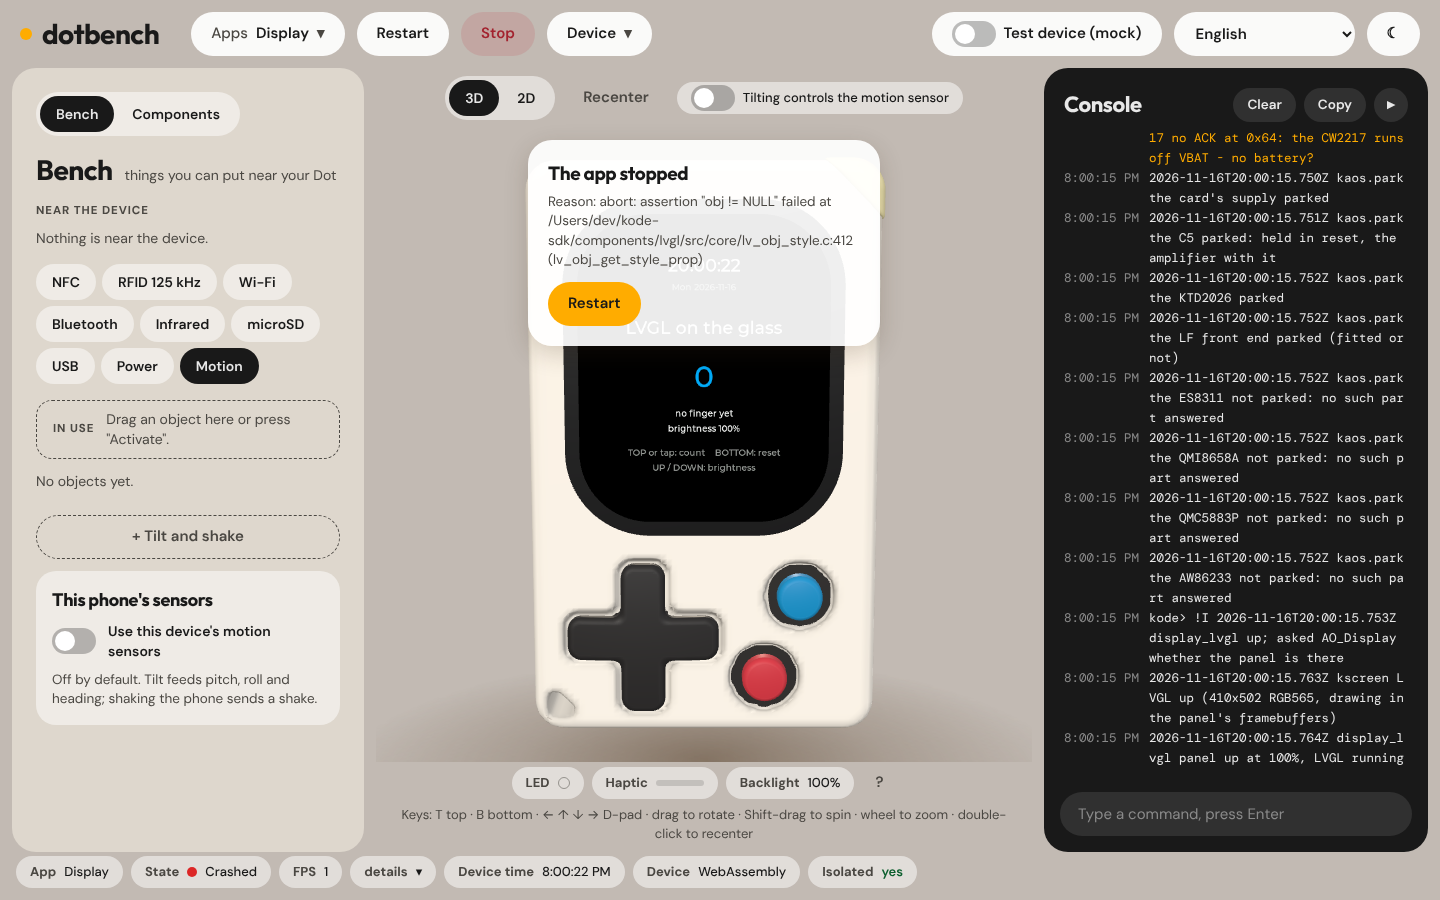 dotbench
Apps Display ▾
Restart
Stop
Device ▾
Test device (mock)
English
Bench
Components
Bench things you can put near your Dot
NEAR THE DEVICE
Nothing is near the device.
NFC
RFID 125 kHz
Wi-Fi
Bluetooth
Infrared
microSD
USB
Power
Motion
IN USE
Drag an object here or press
"Activate".
No objects yet.
+ Tilt and shake
This phone's sensors
Use this device's motion
sensors
Off by default. Tilt feeds pitch, roll and
heading; shaking the phone sends a shake.
3D
2D
Recenter
Tilting controls the motion sensor
The app stopped
Reason: abort: assertion "obj != NULL" failed at
/Users/dev/kode-
sdk/components/lvgl/src/core/lv_obj_style.c:412
(lv_obj_get_style_prop)
20:00:22
Restart
LVGL on the glass
0
no finger yet
brightness 100%
TOP or tap: count BOTTOM: reset
UP / DOWN: brightness
LED
Haptic
Backlight 100%
?
Keys: T top · B bottom · ← ↑ ↓ → D-pad · drag to rotate · Shift-drag to spin · wheel to zoom · double-
click to recenter
Console
Clear
Copy
17 no ACK at 0x64: the CW2217 runs
off VBAT - no battery?
8:00:15 PM 2026-11-16T20:00:15.750Z kaos.park
the card's supply parked
8:00:15 PM 2026-11-16T20:00:15.751Z kaos.park
the C5 parked: held in reset, the
amplifier with it
8:00:15 PM 2026-11-16T20:00:15.752Z kaos.park
the KTD2026 parked
8:00:15 PM 2026-11-16T20:00:15.752Z kaos.park
the LF front end parked (fitted or
not)
8:00:15 PM 2026-11-16T20:00:15.752Z kaos.park
the ES8311 not parked: no such par
t answered
8:00:15 PM 2026-11-16T20:00:15.752Z kaos.park
the QMI8658A not parked: no such p
art answered
8:00:15 PM 2026-11-16T20:00:15.752Z kaos.park
the QMC5883P not parked: no such p
art answered
8:00:15 PM 2026-11-16T20:00:15.752Z kaos.park
the AW86233 not parked: no such pa
rt answered
8:00:15 PM kode> !I 2026-11-16T20:00:15.753Z
display_lvgl up; asked AO_Display
whether the panel is there
8:00:15 PM 2026-11-16T20:00:15.763Z kscreen L
VGL up (410x502 RGB565, drawing in
the panel's framebuffers)
8:00:15 PM 2026-11-16T20:00:15.764Z display_l
vgl panel up at 100%, LVGL running
Type a command, press Enter
App Display
State Crashed
FPS 1
details ▾
Device time 8:00:22 PM
Device WebAssembly
Isolated yes